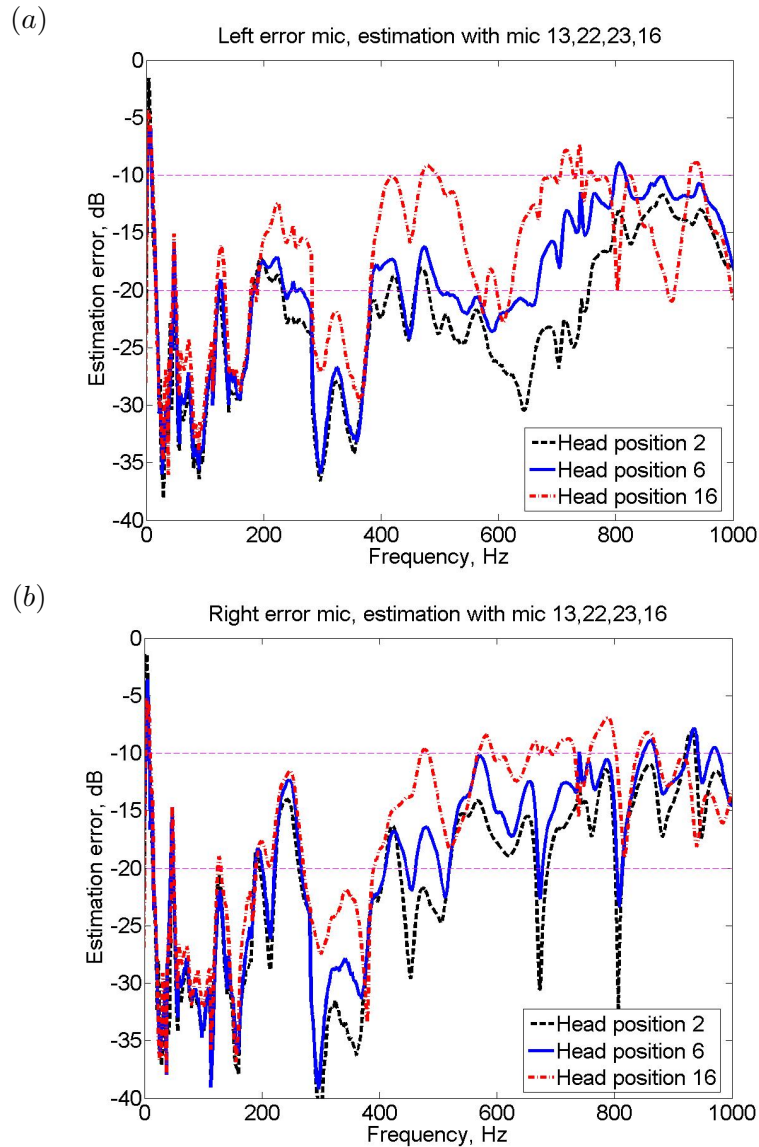 (a)
Left error mic, estimation with mic 13,22,23,16
0
-5
-10
-15
-20
-25
-30
-35
-40
Estimation error, dB
Head position 2
Head position 6
Head position 16
0 200 400 600 800 1000
Frequency, Hz
(b)
Right error mic, estimation with mic 13,22,23,16
0
-5
-10
-15
-20
-25
-30
-35
-40
Estimation error, dB
Head position 2
Head position 6
Head position 16
0 200 400 600 800 1000
Frequency, Hz